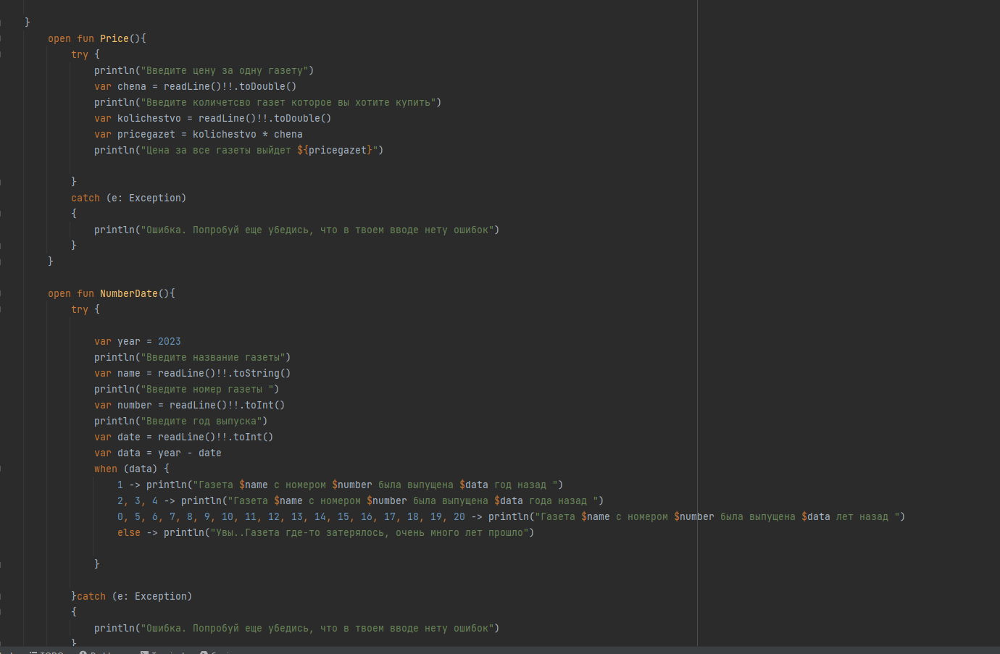 }
open fun Price(){
try {
println("Введите цену за одну газету")
var chena = readLine()!!.toDouble()
println("Введите количетсво газет которое вы хотите купить")
var kolichestvo = readLine()!!.toDouble()
var pricegazet = kolichestvo * chena
println("Цена за все газеты выйдет ${pricegazet}")
}
catch (e: Exception)
{
println("Ошибка. Попробуй еще убедись, что в твоем вводе нету ошибок")
}
}
open fun NumberDate(){
try {
var year = 2023
println("Введите название газеты")
var name = readLine()!!.toString()
println("Введите номер газеты ")
var number = readLine()!!.toInt()
println("Введите год выпуска")
var date = readLine()!!.toInt()
var data = year - date
when (data) {
1 -> println("Газета $name с номером $number была выпущена $data год назад ")
2, 3, 4 -> println("Газета $name с номером $number была выпущена $data года назад ")
0, 5, 6, 7, 8, 9, 10, 11, 12, 13, 14, 15, 16, 17, 18, 19, 20 -> println("Газета $name с номером $number была выпущена $data лет назад ")
else -> println("Увы..Газета где-то затерялось, очень много лет прошло")
}
}catch (e: Exception)
{
println("Ошибка. Попробуй еще убедись, что в твоем вводе нету ошибок")
}